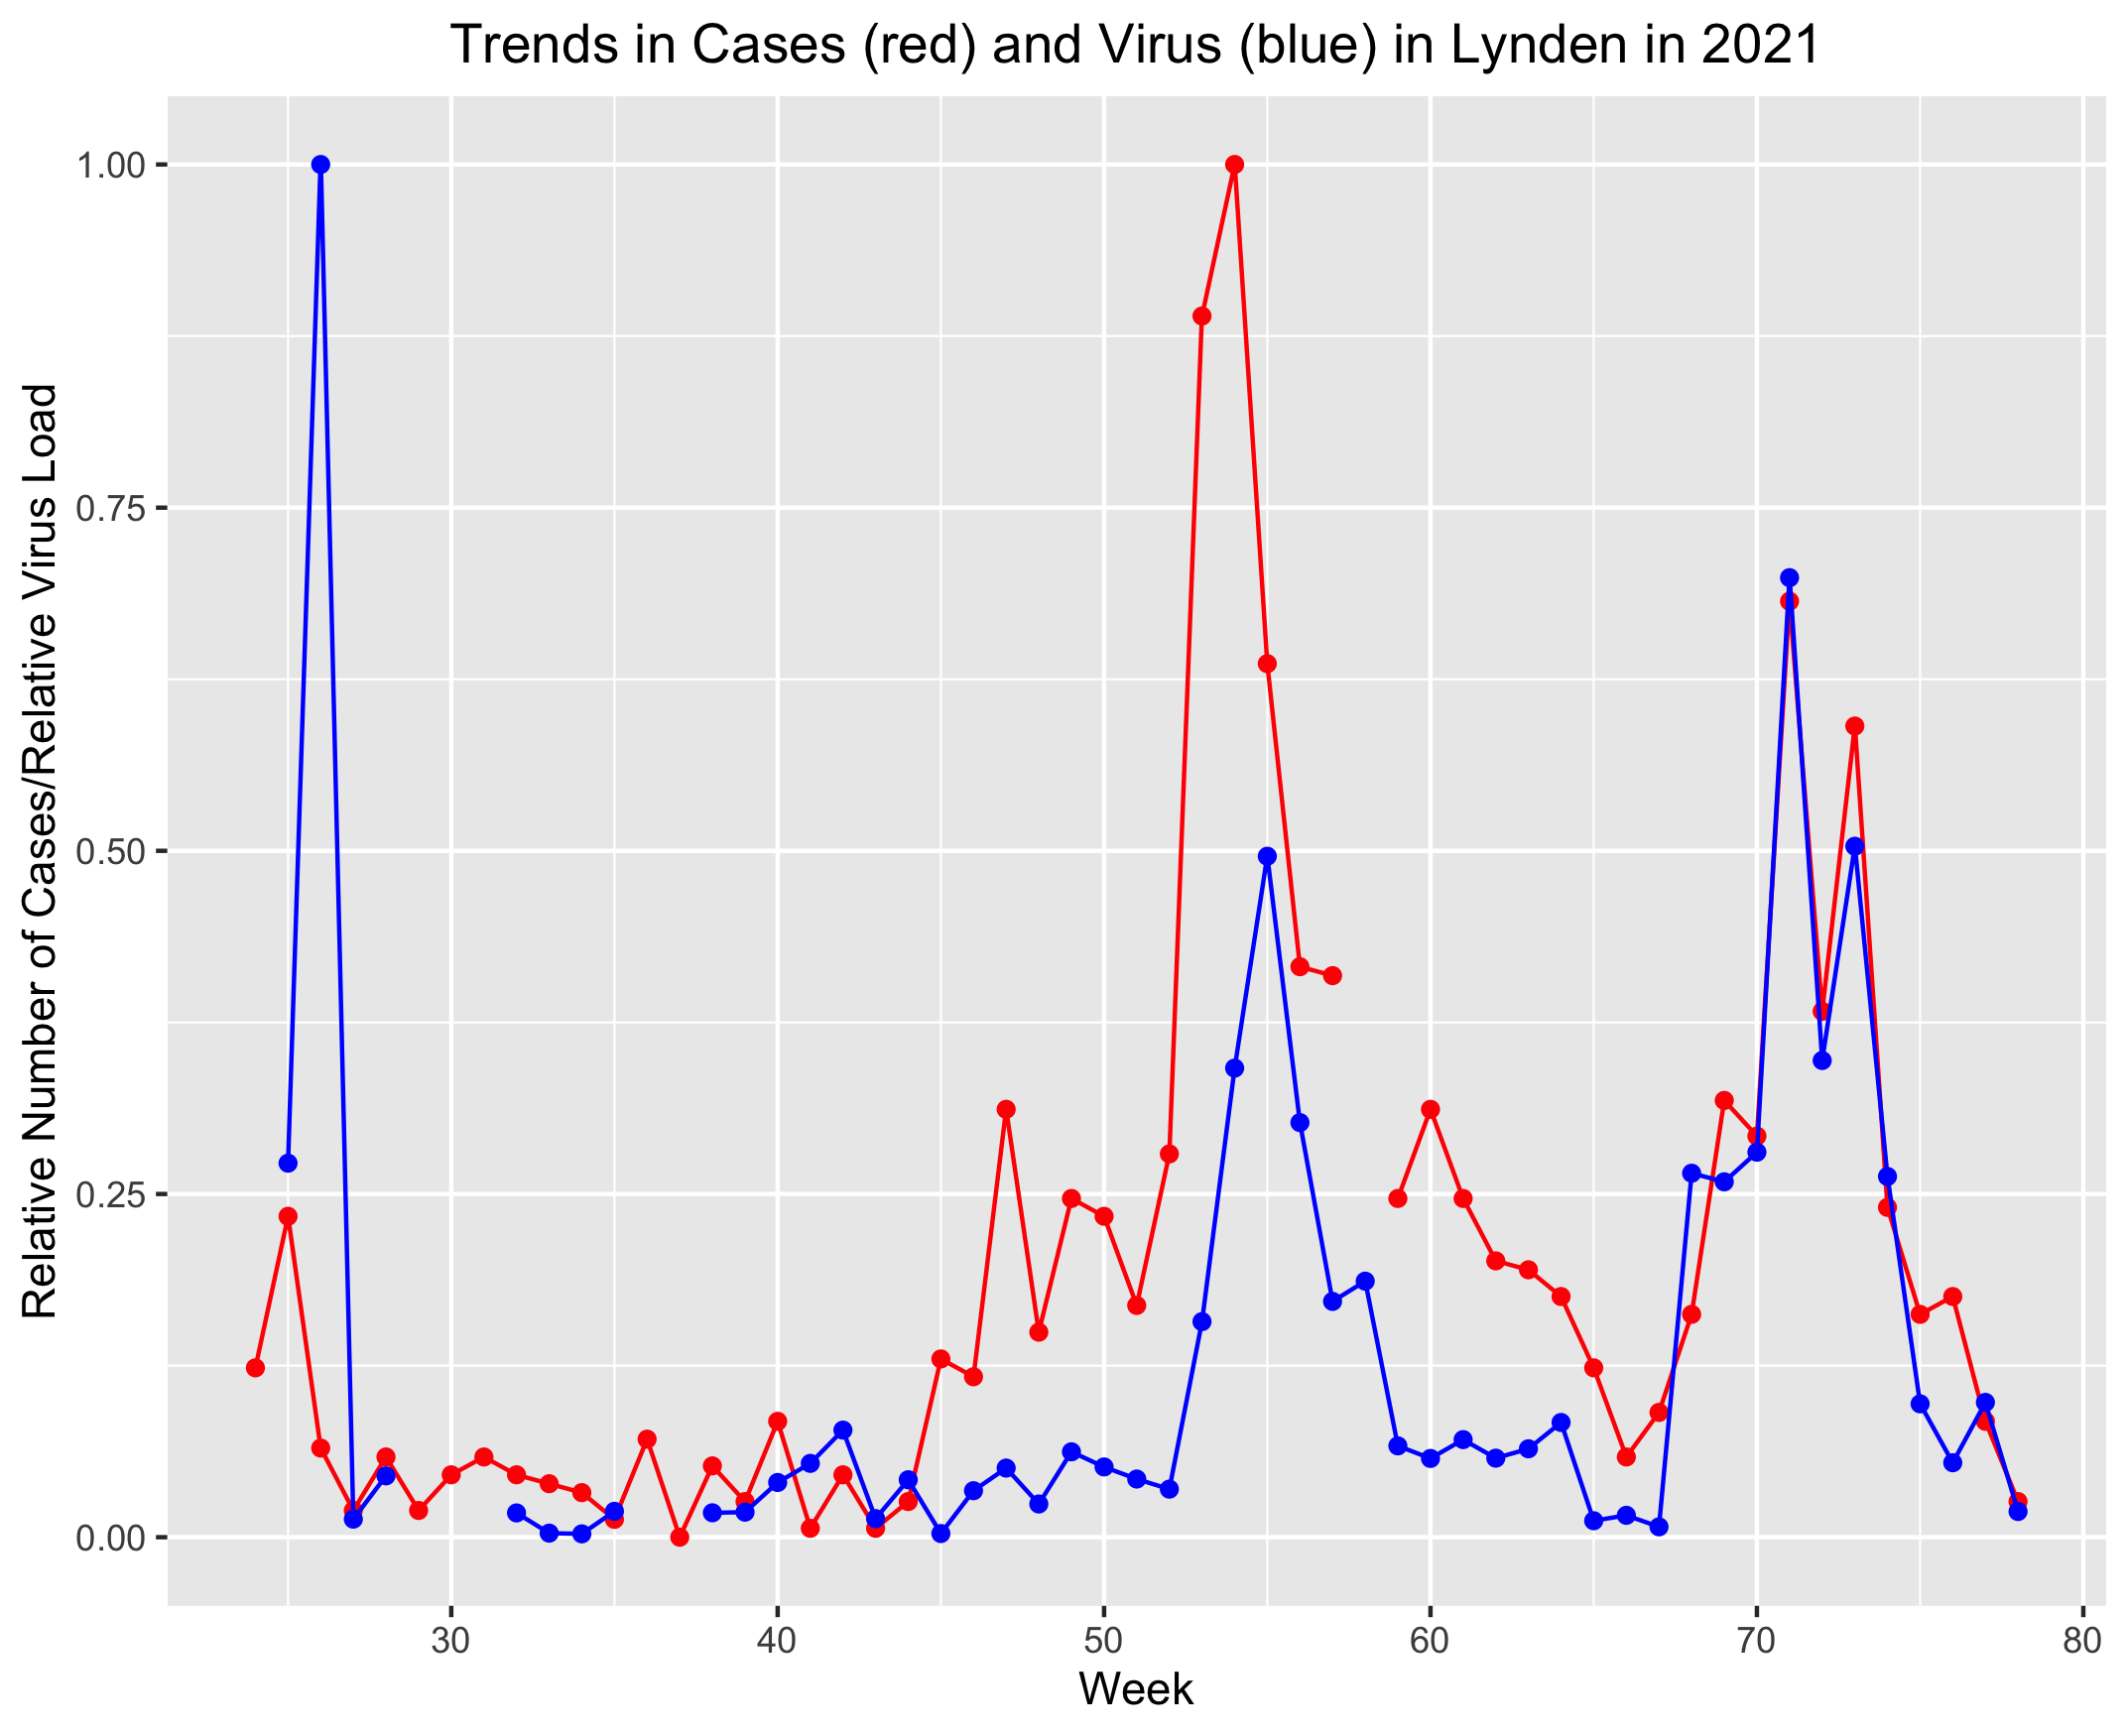 Trends in Cases (red) and Virus (blue) in Lynden in 2021
Relative Number of Cases/Relative Virus Load
1.00
0.75
0.50
0.25
0.00
30 40 50 60 70 80
Week